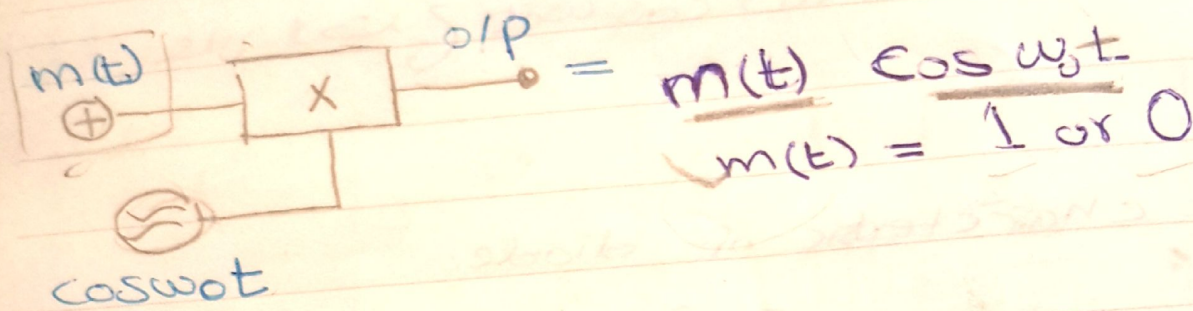 m(t)
X
o/p = m(t) cos ω₀t
m(t) = 1 or 0
cosωot